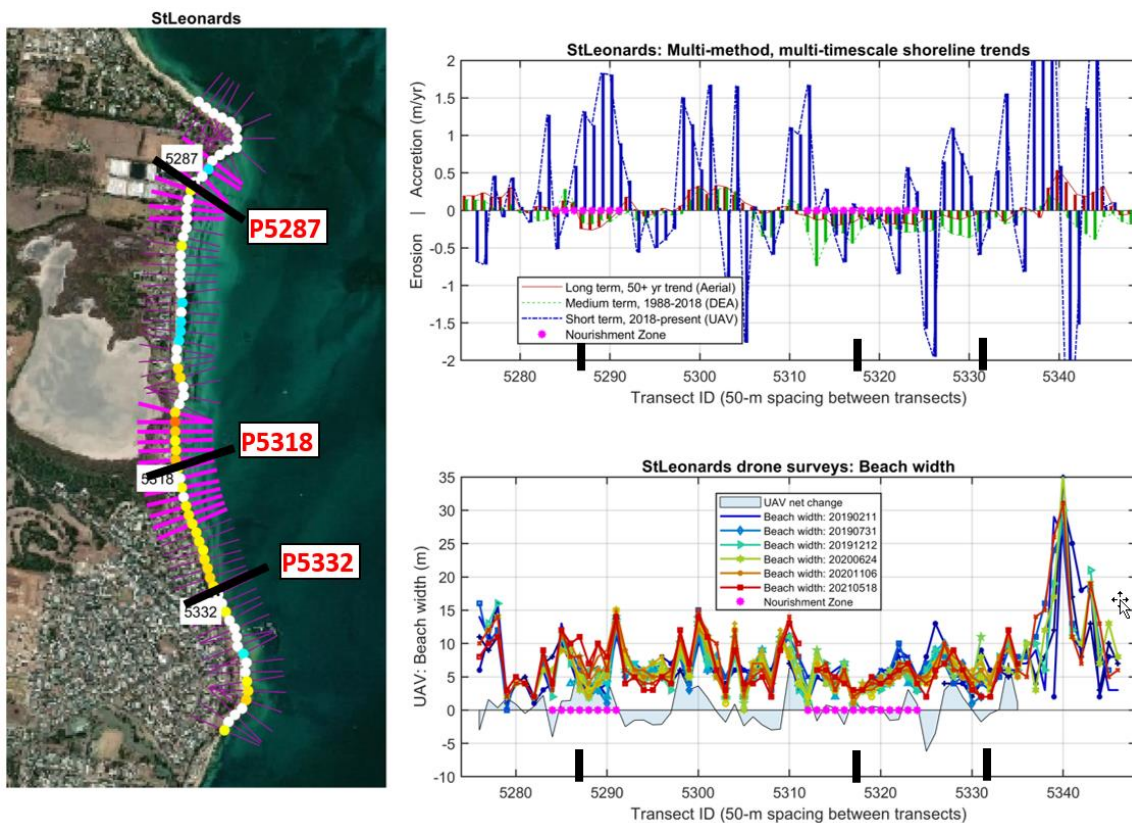 StLeonards
5287
P5287
P5318
5318
P5332
5332
StLeonards: Multi-method, multi-timescale shoreline trends
Erosion | Accretion (m/yr)
2
1.5
1
0.5
0
-0.5
-1
-1.5
-2
Long term, 50+ yr trend (Aerial)
Medium term, 1988-2018 (DEA)
Short term, 2018-present (UAV)
Nourishment Zone
5280 5290 5300 5310 5320 5330 5340
Transect ID (50-m spacing between transects)
StLeonards drone surveys: Beach width
UAV: Beach width (m)
35
30
25
20
15
10
5
0
-5
-10
UAV net change
Beach width: 20190211
Beach width: 20190731
Beach width: 20191212
Beach width: 20200624
Beach width: 20201106
Beach width: 20210518
Nourishment Zone
5280 5290 5300 5310 5320 5330 5340
Transect ID (50-m spacing between transects)